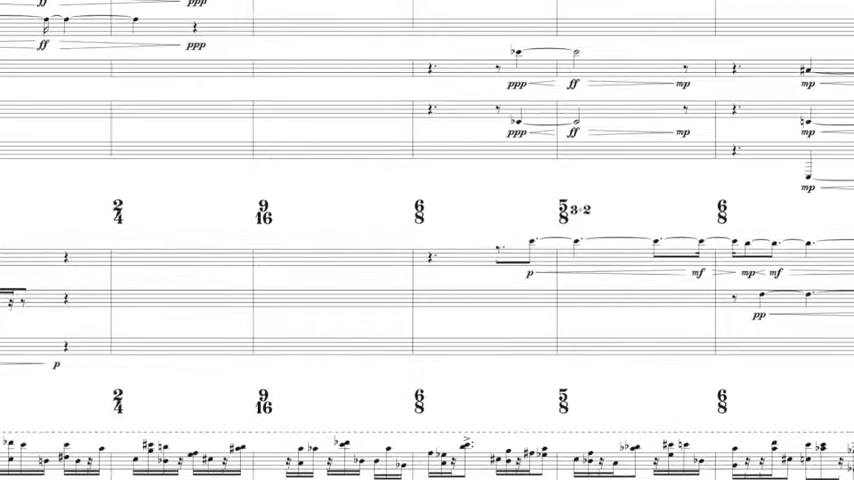 ppp
ff ppp
ppp ff mp mp
ppp ff mp mp
mp
2 9 6 5 3+2 6
4 16 8 8 8
p mf mp mf
pp
p
2 9 6 5 6
4 16 8 8 8